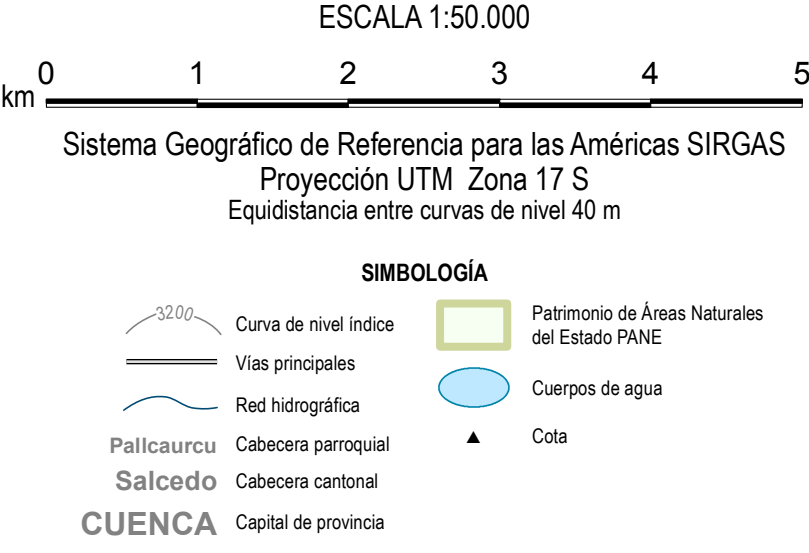 ESCALA 1:50.000
0 1 2 3 4 5
km
Sistema Geográfico de Referencia para las Américas SIRGAS
Proyección UTM Zona 17 S
Equidistancia entre curvas de nivel 40 m
SIMBOLOGÍA
3200
Curva de nivel índice
Vías principales
Red hidrográfica
Pallcaurcu Cabecera parroquial
Salcedo Cabecera cantonal
CUENCA Capital de provincia
Patrimonio de Áreas Naturales
del Estado PANE
Cuerpos de agua
Cota